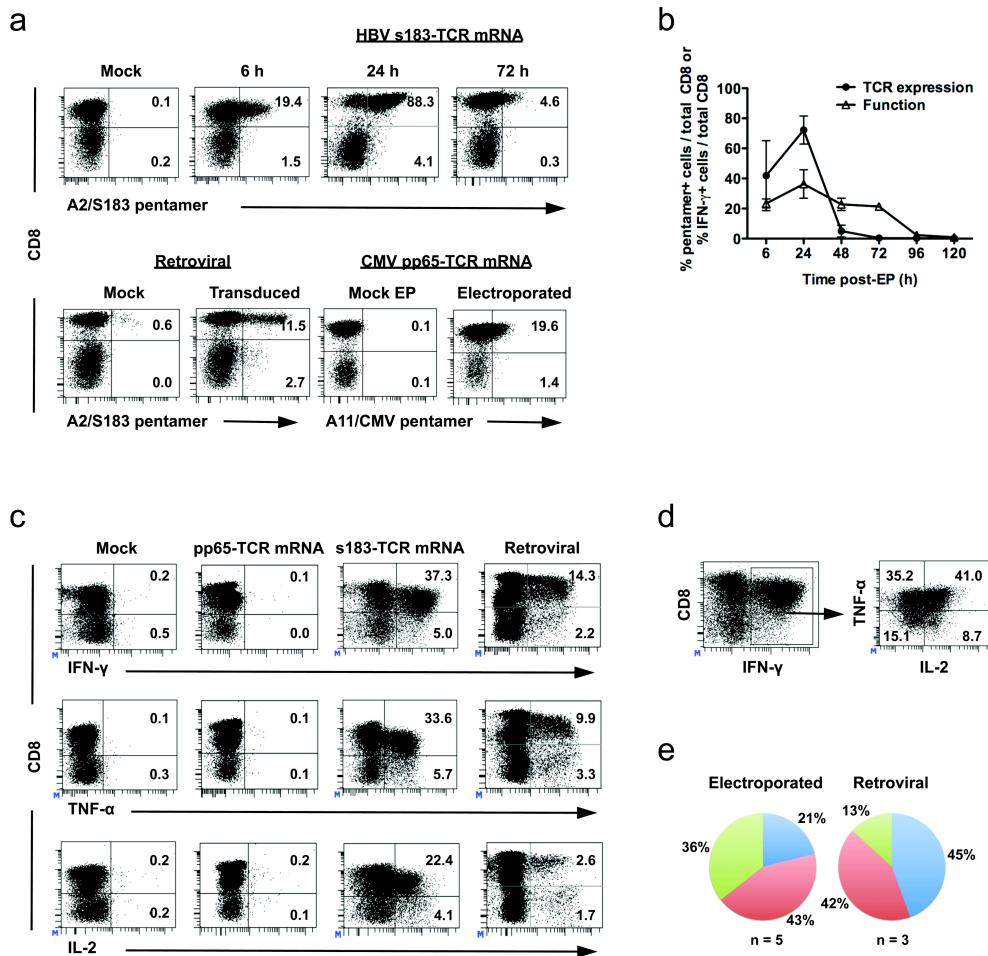 a
HBV s183-TCR mRNA
Mock
6 h
24 h
72 h
0.1
0.2
19.4
1.5
88.3
4.1
4.6
0.3
A2/S183 pentamer
CD8
Retroviral
CMV pp65-TCR mRNA
Mock
Transduced
Mock EP
Electroporated
0.6
0.0
11.5
2.7
0.1
0.1
19.6
1.4
A2/S183 pentamer
A11/CMV pentamer
b
% pentamer+ cells / total CD8 or
% IFN-γ+ cells / total CD8
TCR expression
Function
100
80
60
40
20
0
6 24 48 72 96 120
Time post-EP (h)
c
Mock
pp65-TCR mRNA
s183-TCR mRNA
Retroviral
0.2
0.5
0.1
0.0
37.3
5.0
14.3
2.2
M
M
M
IFN-γ
CD8
0.1
0.3
0.1
0.1
33.6
5.7
9.9
3.3
M
M
M
TNF-α
0.2
0.2
0.2
0.1
22.4
4.1
2.6
1.7
M
M
M
IL-2
d
CD8
IFN-γ
M
TNF-α
35.2
41.0
15.1
8.7
M
IL-2
e
Electroporated
Retroviral
21%
43%
36%
13%
45%
42%
n = 5
n = 3